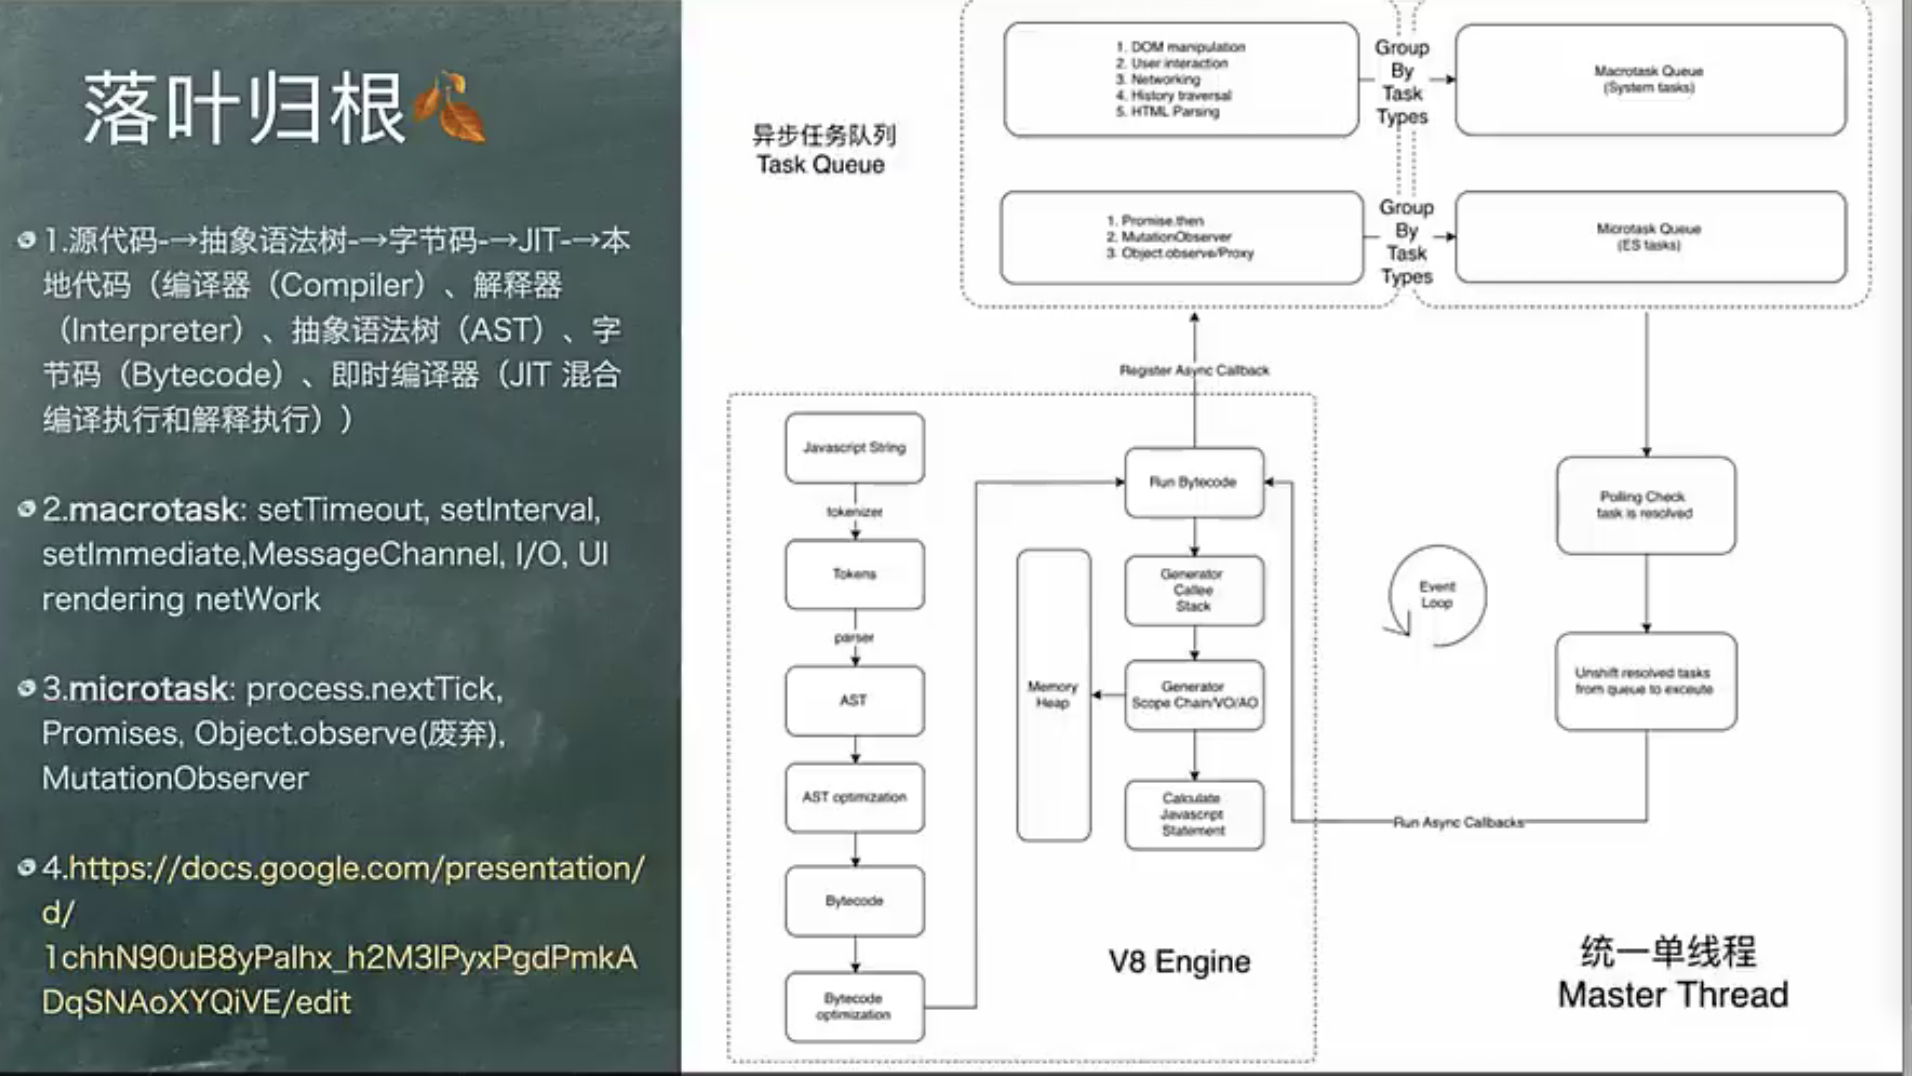 落叶归根
1.源代码-→抽象语法树-→字节码-→JIT-→本
地代码（编译器（Compiler）、解释器
（Interpreter）、抽象语法树（AST）、字
节码（Bytecode）、即时编译器（JIT 混合
编译执行和解释执行））
2.macrotask: setTimeout, setInterval,
setImmediate,MessageChannel, I/O, UI
rendering netWork
3.microtask: process.nextTick,
Promises, Object.observe(废弃),
MutationObserver
4.https://docs.google.com/presentation/
d/
1chhN90uB8yPaIhx_h2M3lPyxPgdPmkA
DqSNAoXYQiVE/edit
异步任务队列
Task Queue
1. DOM manipulation
2. User interaction
3. Networking
4. History traversal
5. HTML Parsing
Group
By
Task
Types
Macrotask Queue
(System tasks)
1. Promise.then
2. MutationObserver
3. Object.observe/Proxy
Group
By
Task
Types
Microtask Queue
(ES tasks)
Register Async Callback
Javascript String
tokenizer
Tokens
parser
AST
AST optimization
Bytecode
Bytecode
optimization
Run Bytecode
Generator
Callee
Stack
Generator
Scope Chain/VO/AO
Memory
Heap
Calculate
Javascript
Statement
V8 Engine
Event
Loop
Polling Check
task is resolved
Unshift resolved tasks
from queue to exceute
Run Async Callbacks
统一单线程
Master Thread